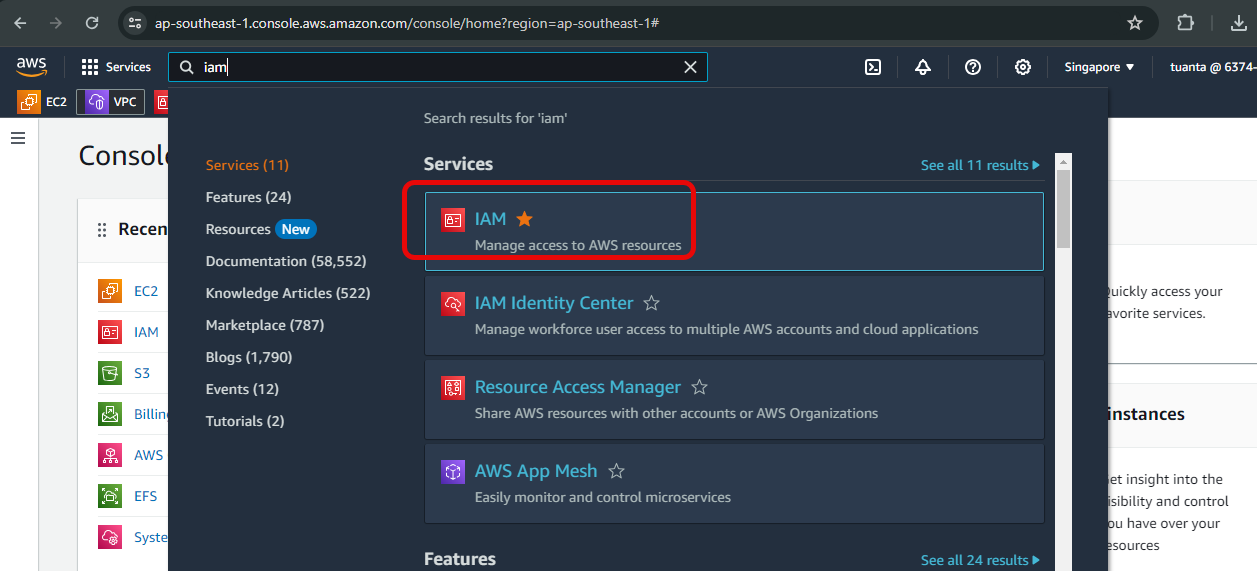 ap-southeast-1.console.aws.amazon.com/console/home?region=ap-southeast-1#
aws
Services
iam
Singapore
tuanta @ 6374-
EC2
VPC
Search results for 'iam'
Services (11)
Features (24)
Resources New
Documentation (58,552)
Knowledge Articles (522)
Marketplace (787)
Blogs (1,790)
Events (12)
Tutorials (2)
Services
See all 11 results
IAM
Manage access to AWS resources
IAM Identity Center
Manage workforce user access to multiple AWS accounts and cloud applications
Resource Access Manager
Share AWS resources with other accounts or AWS Organizations
AWS App Mesh
Easily monitor and control microservices
Features
See all 24 results
Consol
Recen
EC2
IAM
S3
Billing
AWS
EFS
Syste
Quickly access your
avorite services.
instances
et insight into the
isibility and control
ou have over your
esources